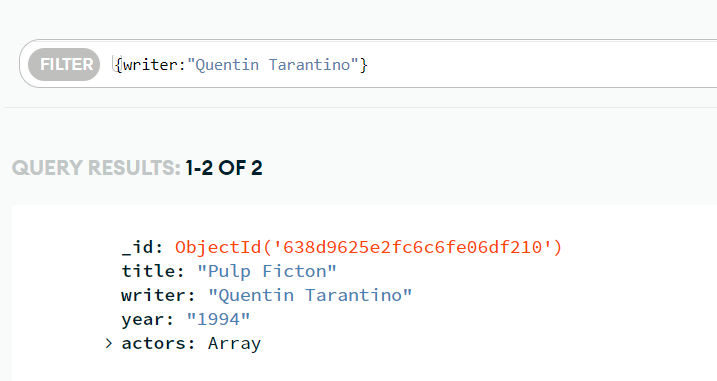 FILTER {writer:"Quentin Tarantino"}
QUERY RESULTS: 1-2 OF 2
_id: ObjectId('638d9625e2fc6c6fe06df210')
title: "Pulp Ficton"
writer: "Quentin Tarantino"
year: "1994"
> actors: Array